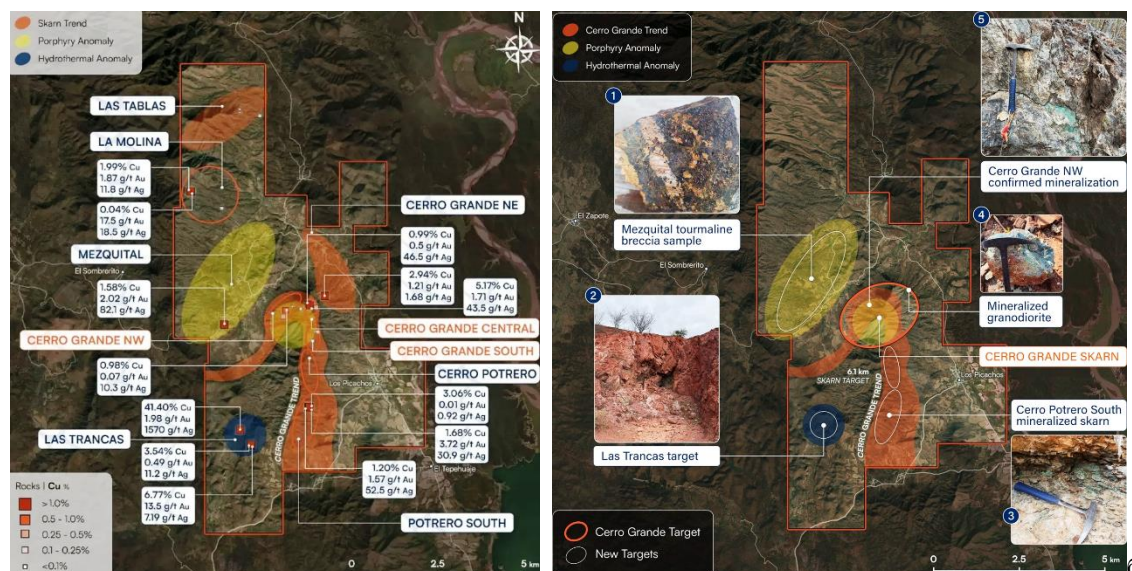 Skarn Trend
Porphyry Anomaly
Hydrothermal Anomaly
N
LAS TABLAS
LA MOLINA
1.99% Cu
1.87 g/t Au
11.8 g/t Ag
0.04% Cu
17.5 g/t Au
18.5 g/t Ag
MEZQUITAL
El Sombrerito
1.58% Cu
2.02 g/t Au
82.1 g/t Ag
CERRO GRANDE NW
0.98% Cu
0.07 g/t Au
10.3 g/t Ag
41.40% Cu
1.98 g/t Au
1570 g/t Ag
LAS TRANCAS
3.54% Cu
0.49 g/t Au
11.2 g/t Ag
6.77% Cu
13.5 g/t Au
7.19 g/t Ag
CERRO GRANDE NE
0.99% Cu
0.5 g/t Au
46.5 g/t Ag
2.94% Cu
1.21 g/t Au
1.68 g/t Ag
5.17% Cu
1.71 g/t Au
43.5 g/t Ag
CERRO GRANDE CENTRAL
CERRO GRANDE SOUTH
CERRO POTRERO
Los Picachos
3.06% Cu
0.01 g/t Au
0.92 g/t Ag
1.68% Cu
3.72 g/t Au
30.9 g/t Ag
CERRO GRANDE TREND
1.20% Cu
1.57 g/t Au
52.5 g/t Ag
El Tepehuaje
POTRERO SOUTH
Rocks | Cu %
>1.0%
0.5 - 1.0%
0.25 - 0.5%
0.1 - 0.25%
<0.1%
0 2.5 5 km
Cerro Grande Trend
Porphyry Anomaly
Hydrothermal Anomaly
1
Mezquital tourmaline
breccia sample
El Zapote
El Sombrerito
2
Las Trancas target
5
Cerro Grande NW
confirmed mineralization
4
Mineralized
granodiorite
CERRO GRANDE SKARN
6.1 km
SKARN TARGET
Los Picachos
CERRO GRANDE TREND
Cerro Potrero South
mineralized skarn
3
Cerro Grande Target
New Targets
0 2.5 5 km